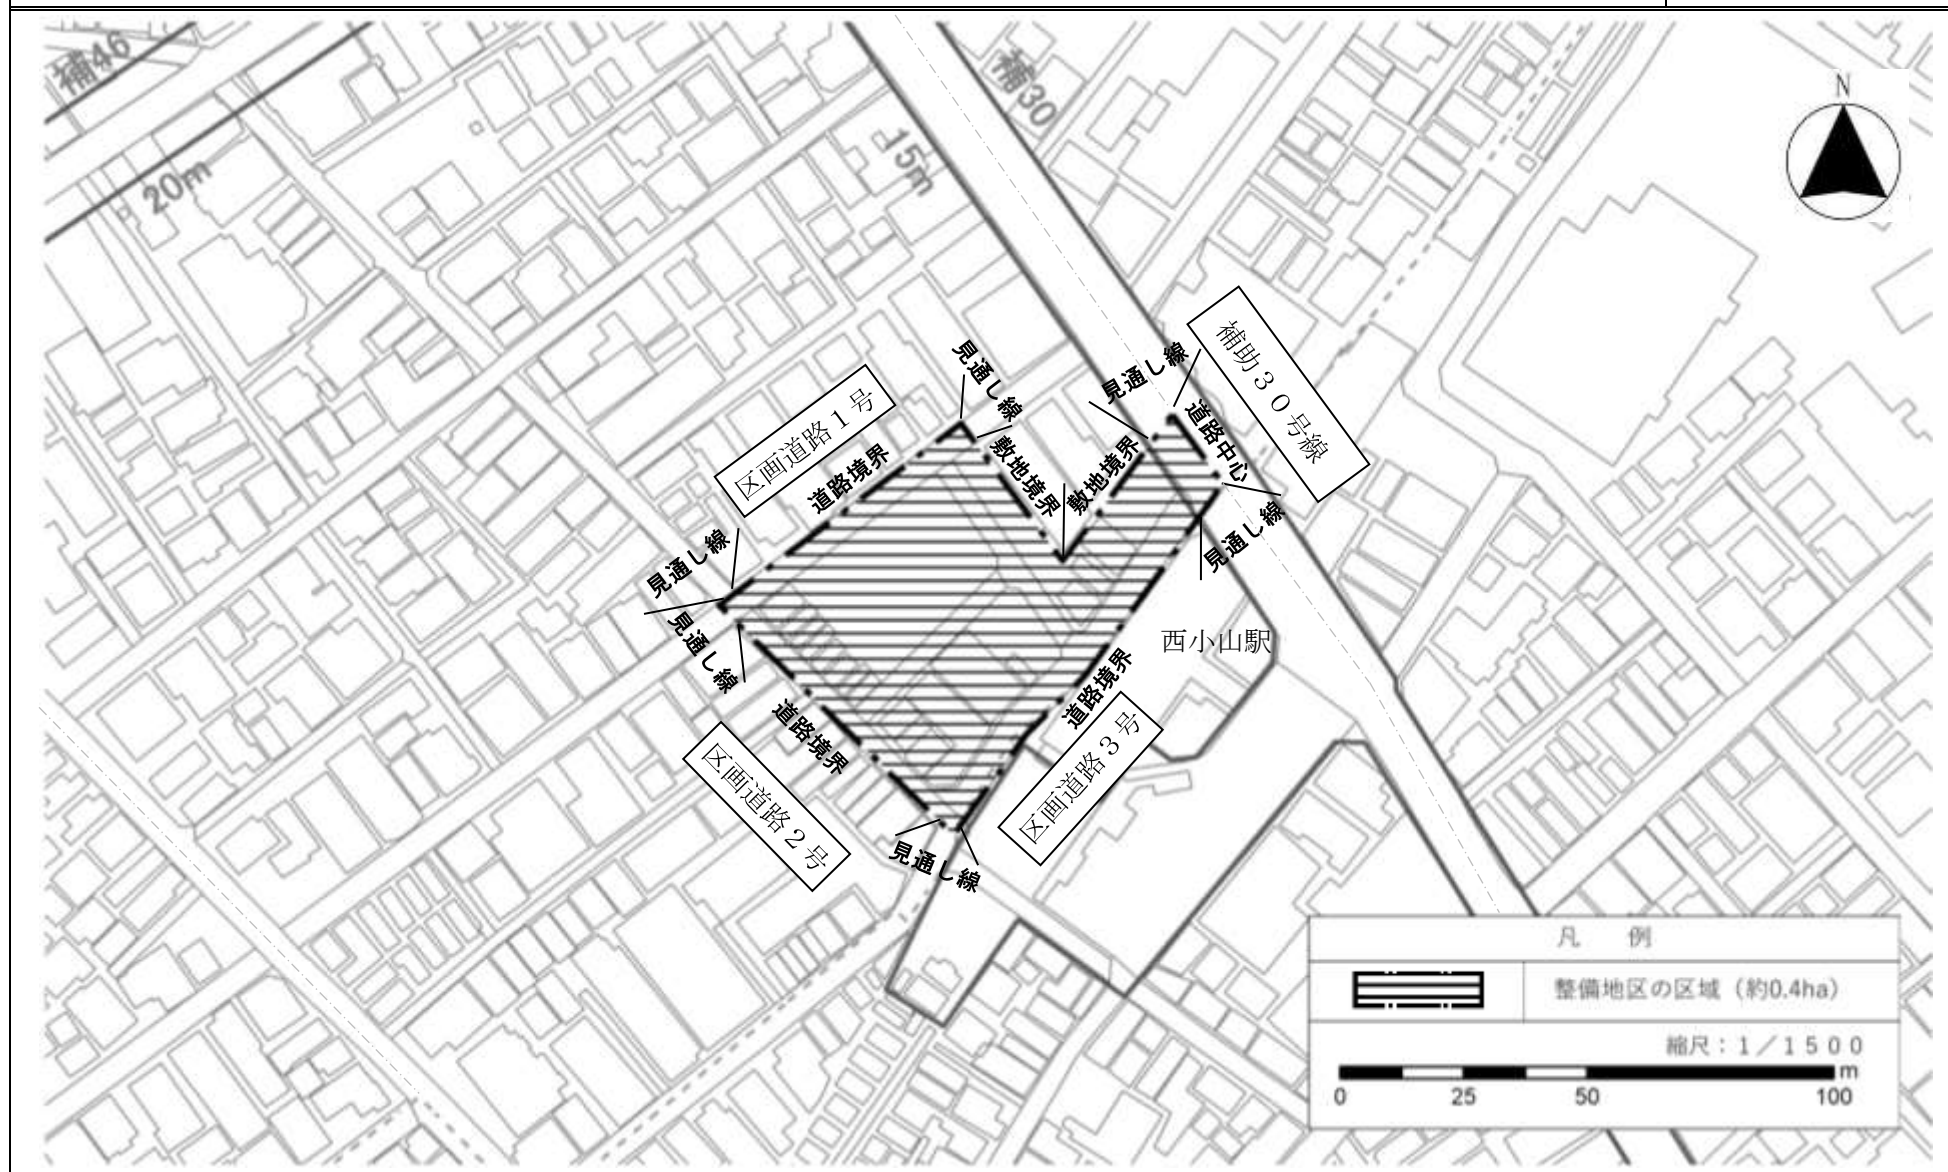 補46
20m
補30
15m
N
見通し線
見通し線
補助３０号線
区画道路１号
道路境界
敷地境界
敷地境界
道路中心
見通し線
見通し線
見通し線
西小山駅
道路境界
道路境界
区画道路２号
区画道路３号
見通し線
凡　例
整備地区の区域（約0.4ha）
縮尺：１／１５００
m
0 25 50 100